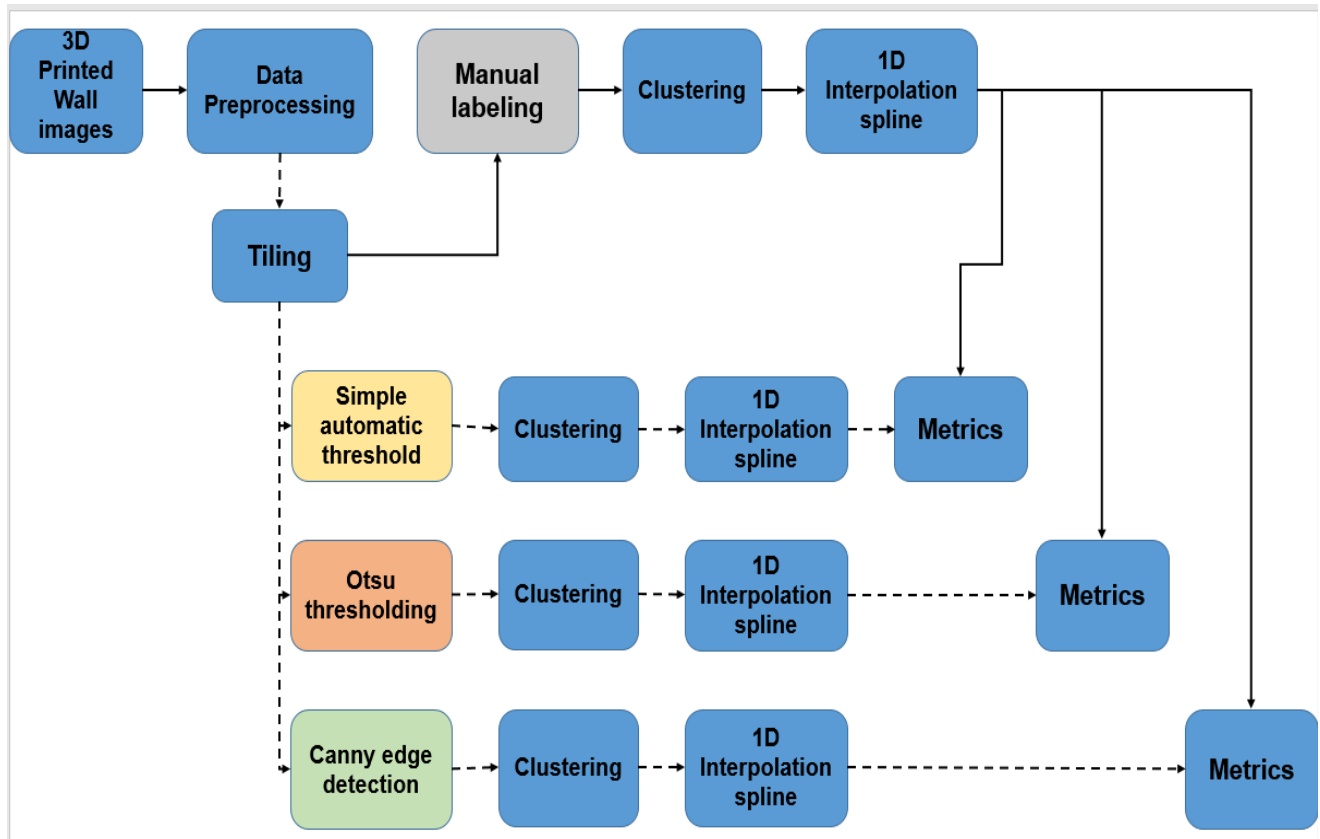 3D
Printed
Wall
images
Data
Preprocessing
Manual
labeling
Clustering
1D
Interpolation
spline
Tiling
Simple
automatic
threshold
Clustering
1D
Interpolation
spline
Metrics
Otsu
thresholding
Clustering
1D
Interpolation
spline
Metrics
Canny edge
detection
Clustering
1D
Interpolation
spline
Metrics